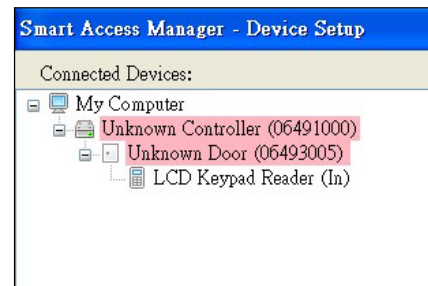 Smart Access Manager - Device Setup
Connected Devices:
My Computer
Unknown Controller (06491000)
Unknown Door (06493005)
LCD Keypad Reader (In)